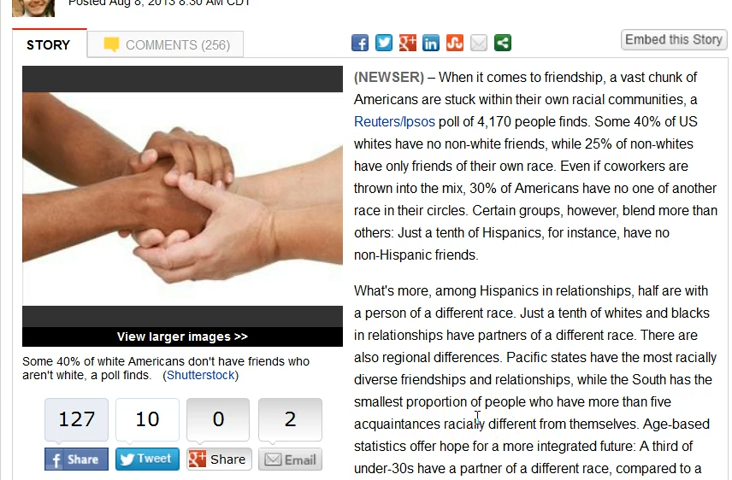 Posted Aug 8, 2013 8:30 AM CDT
STORY
COMMENTS (256)
Embed this Story
View larger images >>
Some 40% of white Americans don't have friends who
aren't white, a poll finds. (Shutterstock)
127
10
0
2
f Share
Tweet
g+1 Share
Email
(NEWSER) – When it comes to friendship, a vast chunk of
Americans are stuck within their own racial communities, a
Reuters/Ipsos poll of 4,170 people finds. Some 40% of US
whites have no non-white friends, while 25% of non-whites
have only friends of their own race. Even if coworkers are
thrown into the mix, 30% of Americans have no one of another
race in their circles. Certain groups, however, blend more than
others: Just a tenth of Hispanics, for instance, have no
non-Hispanic friends.
What's more, among Hispanics in relationships, half are with
a person of a different race. Just a tenth of whites and blacks
in relationships have partners of a different race. There are
also regional differences. Pacific states have the most racially
diverse friendships and relationships, while the South has the
smallest proportion of people who have more than five
acquaintances racially different from themselves. Age-based
statistics offer hope for a more integrated future: A third of
under-30s have a partner of a different race, compared to a